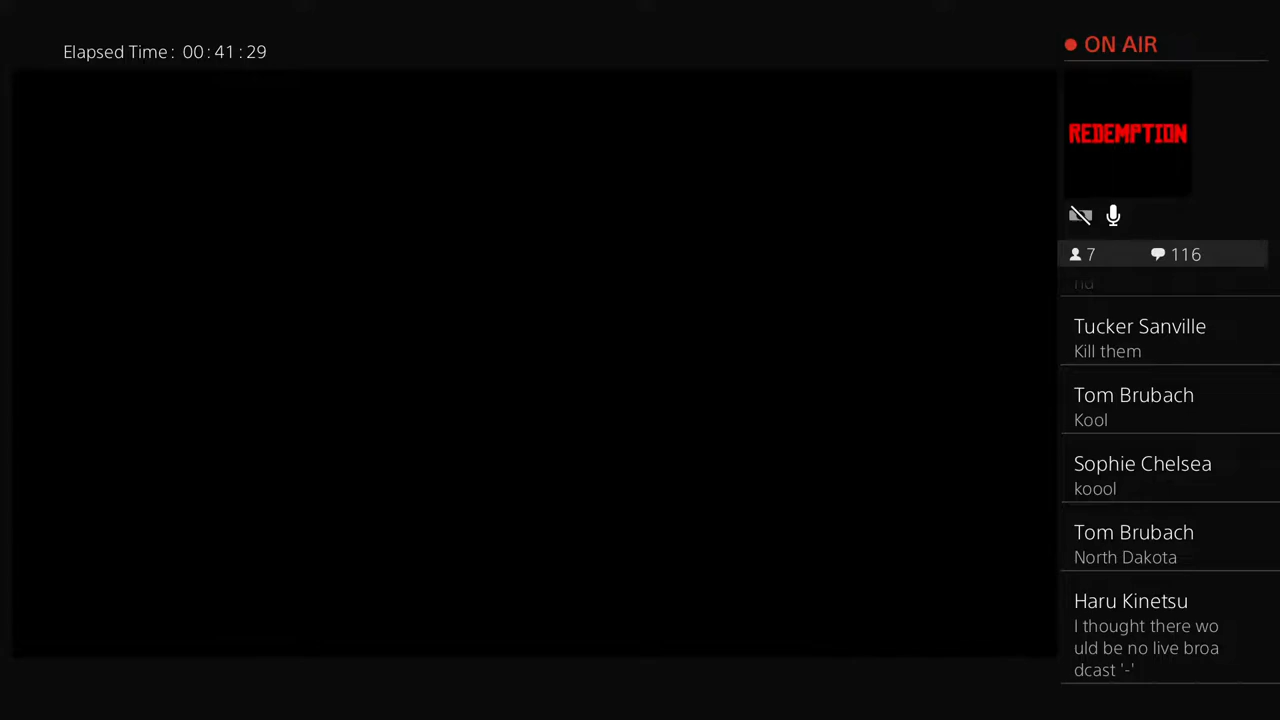 Elapsed Time: 00:41:29
ON AIR
REDEMPTION
7 116
nd
Tucker Sanville
Kill them
Tom Brubach
Kool
Sophie Chelsea
koool
Tom Brubach
North Dakota
Haru Kinetsu
I thought there wo
uld be no live broa
dcast '-'